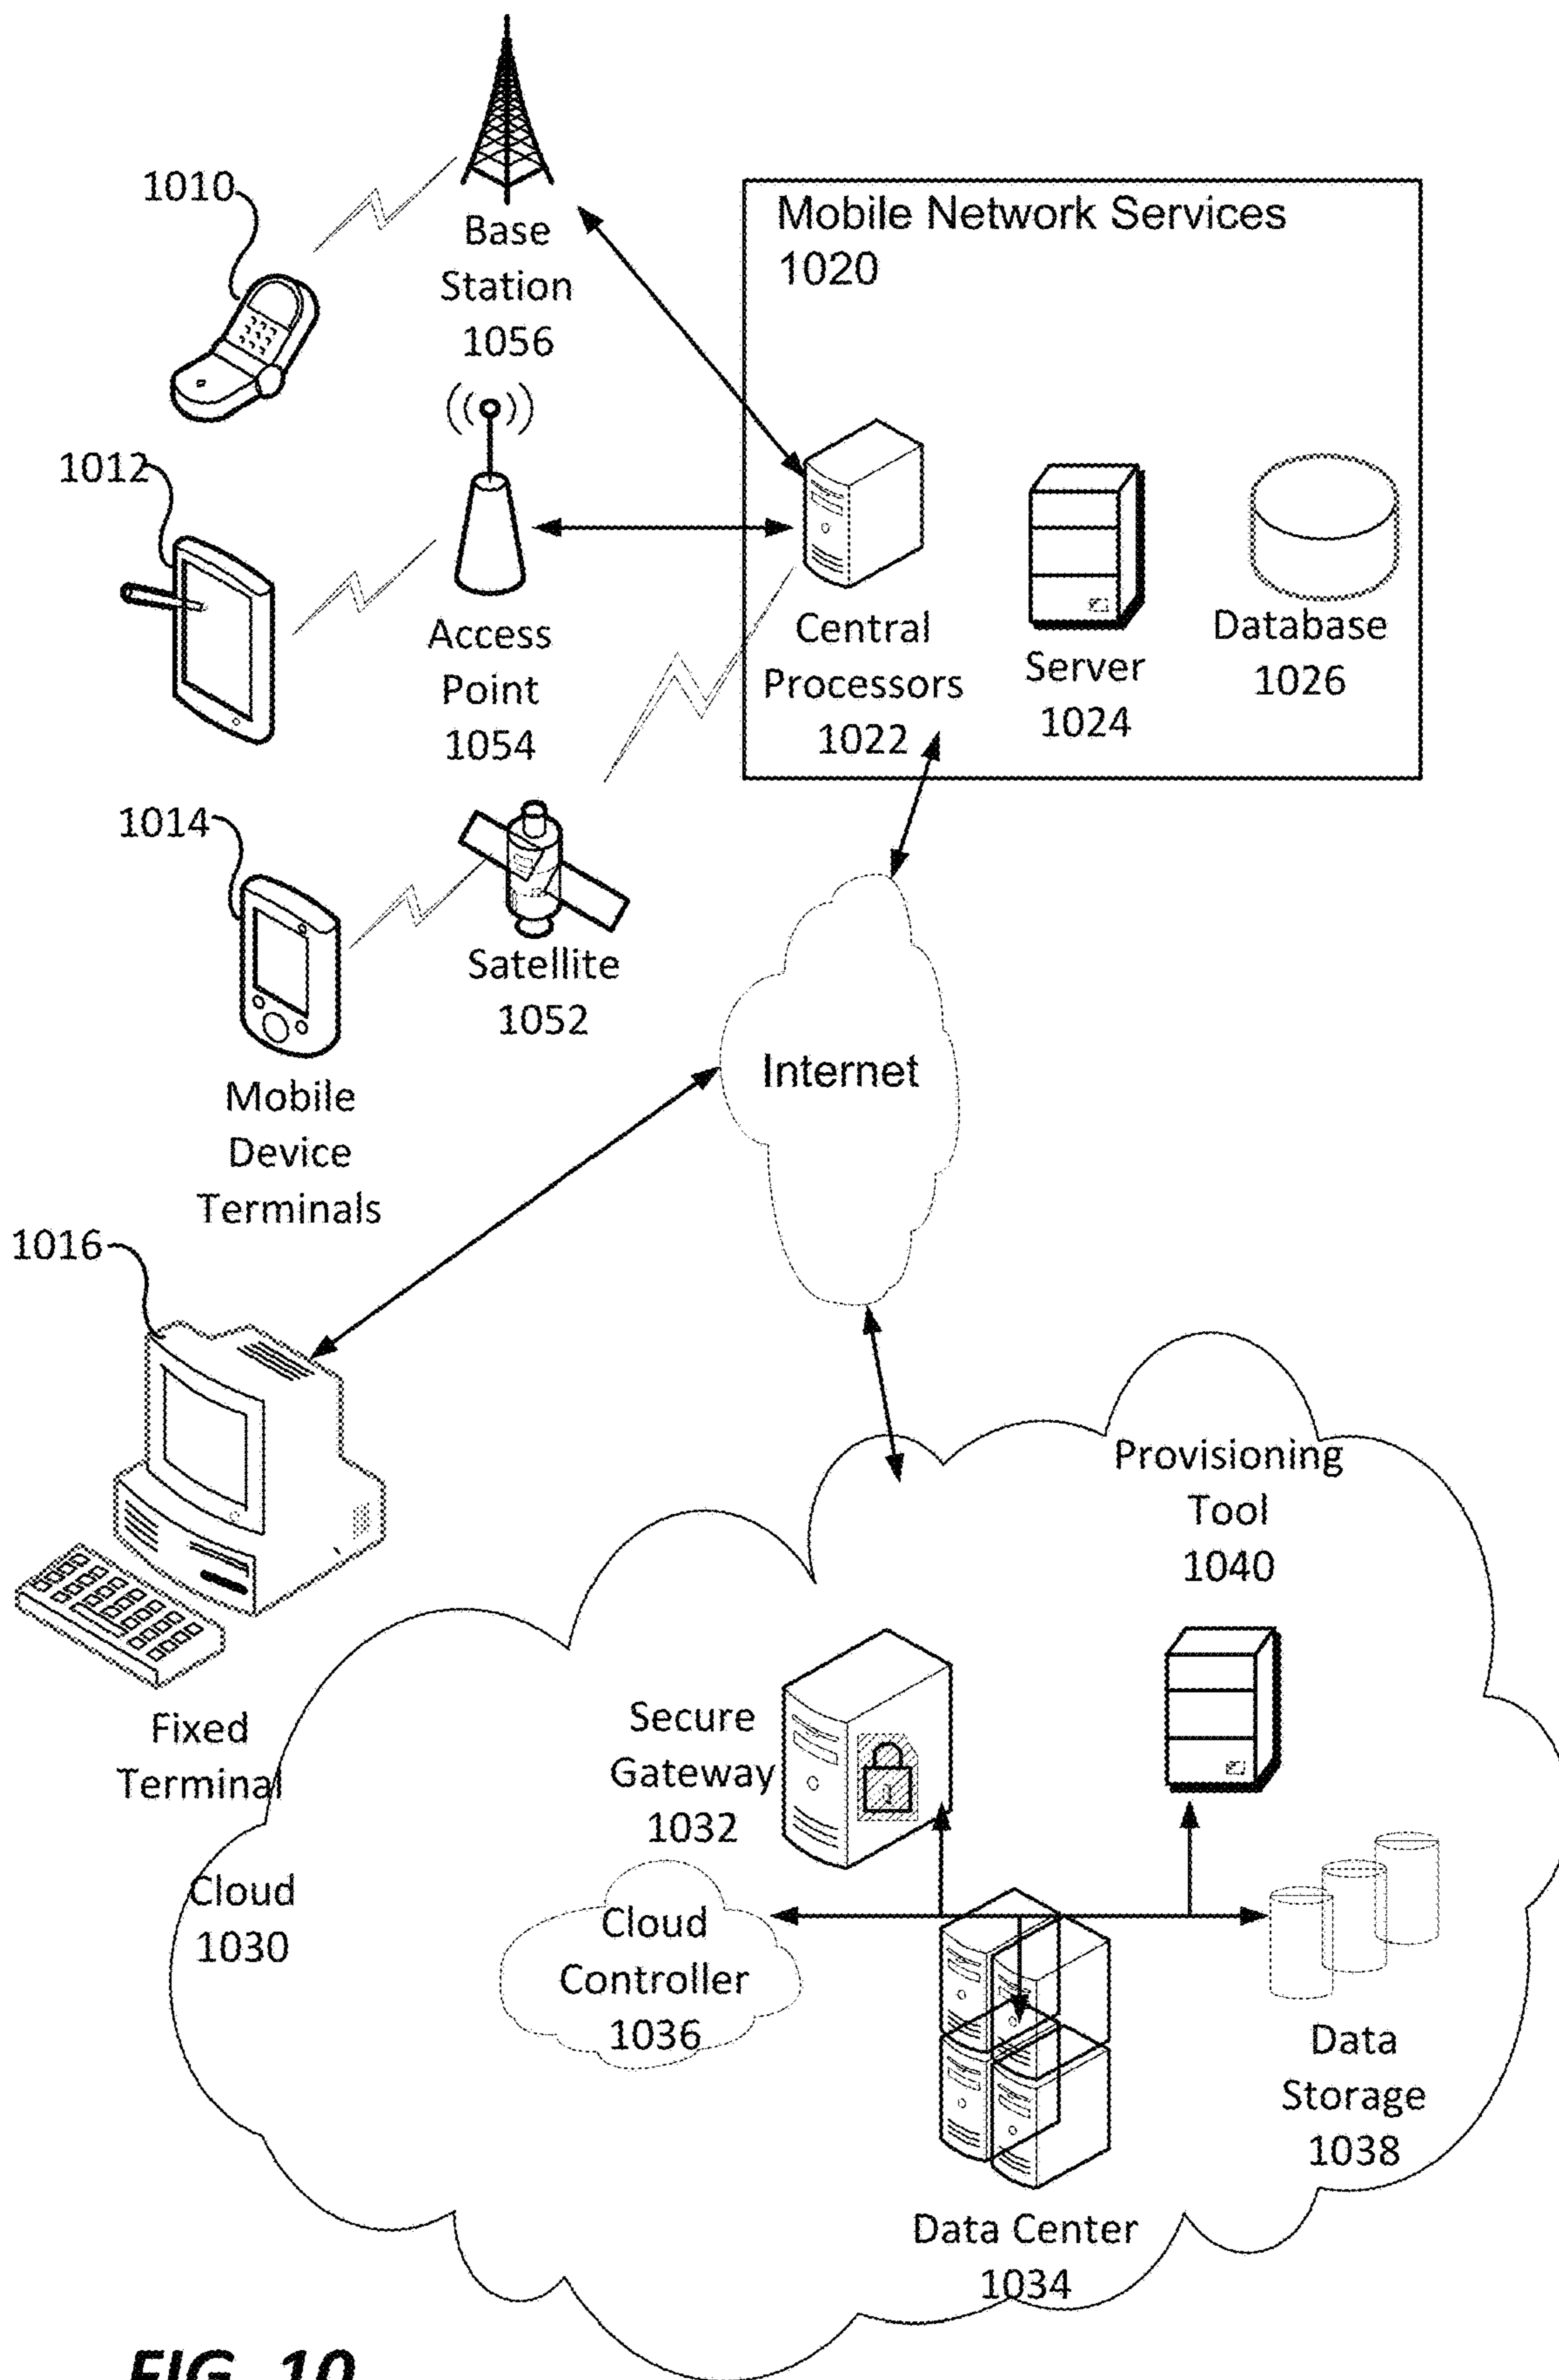 1010
Base
Station
1056
Mobile Network Services
1020
1012
Access
Point
1054
Central
Processors
1022
Server
1024
Database
1026
1014
Satellite
1052
Mobile
Device
Terminals
Internet
1016
Fixed
Terminal
Provisioning
Tool
1040
Secure
Gateway
1032
Cloud
1030
Cloud
Controller
1036
Data
Storage
1038
Data Center
1034
FIG. 10